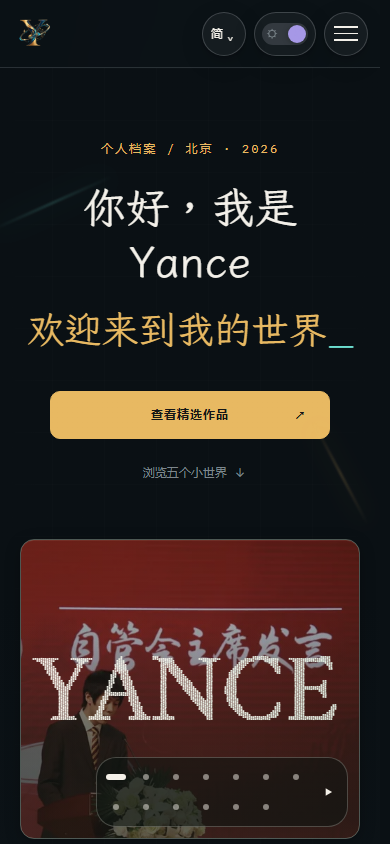 简
个人档案 / 北京 · 2026
你好，我是
Yance
欢迎来到我的世界_
查看精选作品 ↗
浏览五个小世界 ↓
自管会主席发言
YANCE